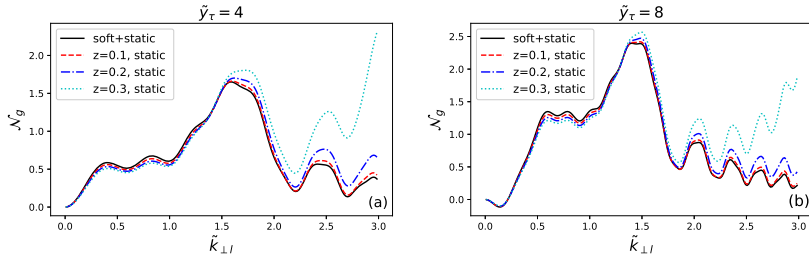 ỹτ = 4
soft+static
z=0.1, static
z=0.2, static
z=0.3, static
𝒩g
2.0
1.5
1.0
0.5
0.0
(a)
0.0 0.5 1.0 1.5 2.0 2.5 3.0
k̃⊥l
ỹτ = 8
soft+static
z=0.1, static
z=0.2, static
z=0.3, static
𝒩g
2.5
2.0
1.5
1.0
0.5
0.0
(b)
0.0 0.5 1.0 1.5 2.0 2.5 3.0
k̃⊥l